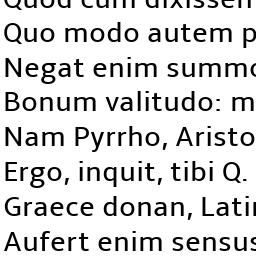 Quod cum dixissen
Quo modo autem p
Negat enim summo
Bonum valitudo: m
Nam Pyrrho, Aristo
Ergo, inquit, tibi Q.
Graece donan, Latin
Aufert enim sensus